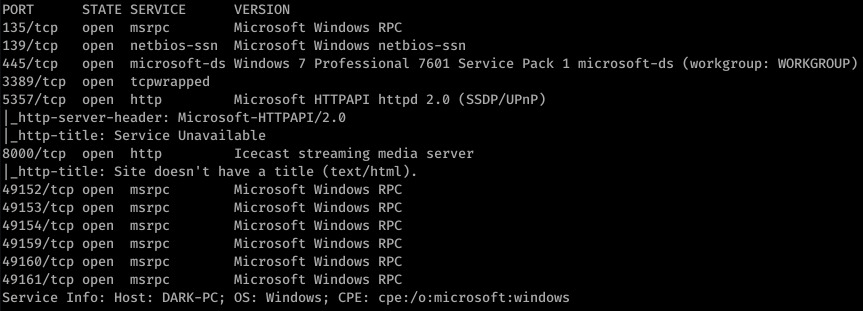 PORT      STATE SERVICE      VERSION
135/tcp   open  msrpc        Microsoft Windows RPC
139/tcp   open  netbios-ssn  Microsoft Windows netbios-ssn
445/tcp   open  microsoft-ds Windows 7 Professional 7601 Service Pack 1 microsoft-ds (workgroup: WORKGROUP)
3389/tcp  open  tcpwrapped
5357/tcp  open  http         Microsoft HTTPAPI httpd 2.0 (SSDP/UPnP)
|_http-server-header: Microsoft-HTTPAPI/2.0
|_http-title: Service Unavailable
8000/tcp  open  http         Icecast streaming media server
|_http-title: Site doesn't have a title (text/html).
49152/tcp open  msrpc        Microsoft Windows RPC
49153/tcp open  msrpc        Microsoft Windows RPC
49154/tcp open  msrpc        Microsoft Windows RPC
49159/tcp open  msrpc        Microsoft Windows RPC
49160/tcp open  msrpc        Microsoft Windows RPC
49161/tcp open  msrpc        Microsoft Windows RPC
Service Info: Host: DARK-PC; OS: Windows; CPE: cpe:/o:microsoft:windows